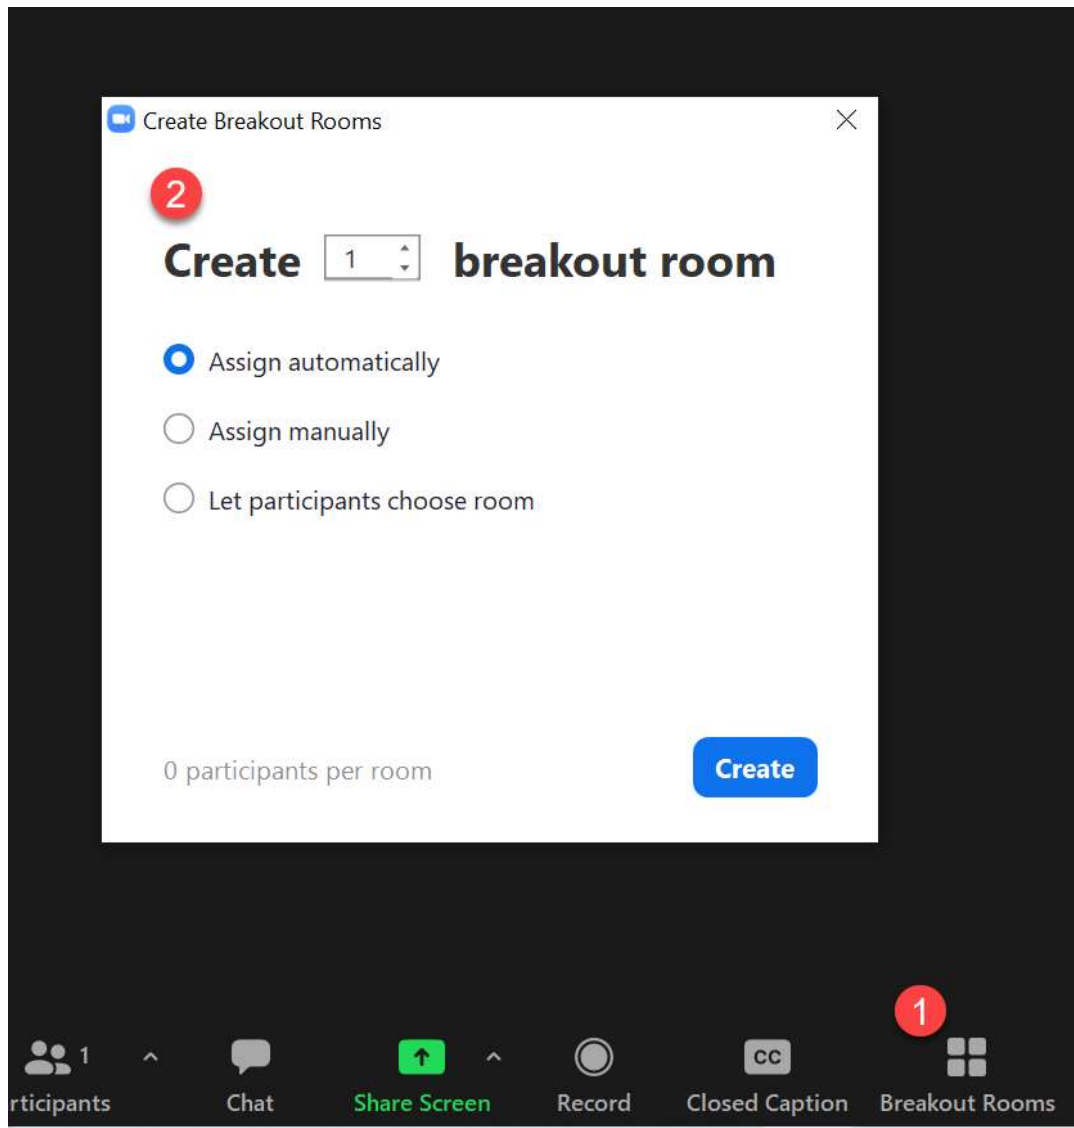 Create Breakout Rooms
2
Create 1 breakout room
Assign automatically
Assign manually
Let participants choose room
0 participants per room
Create
1
1
CC
rticipants
Chat
Share Screen
Record
Closed Caption
Breakout Rooms